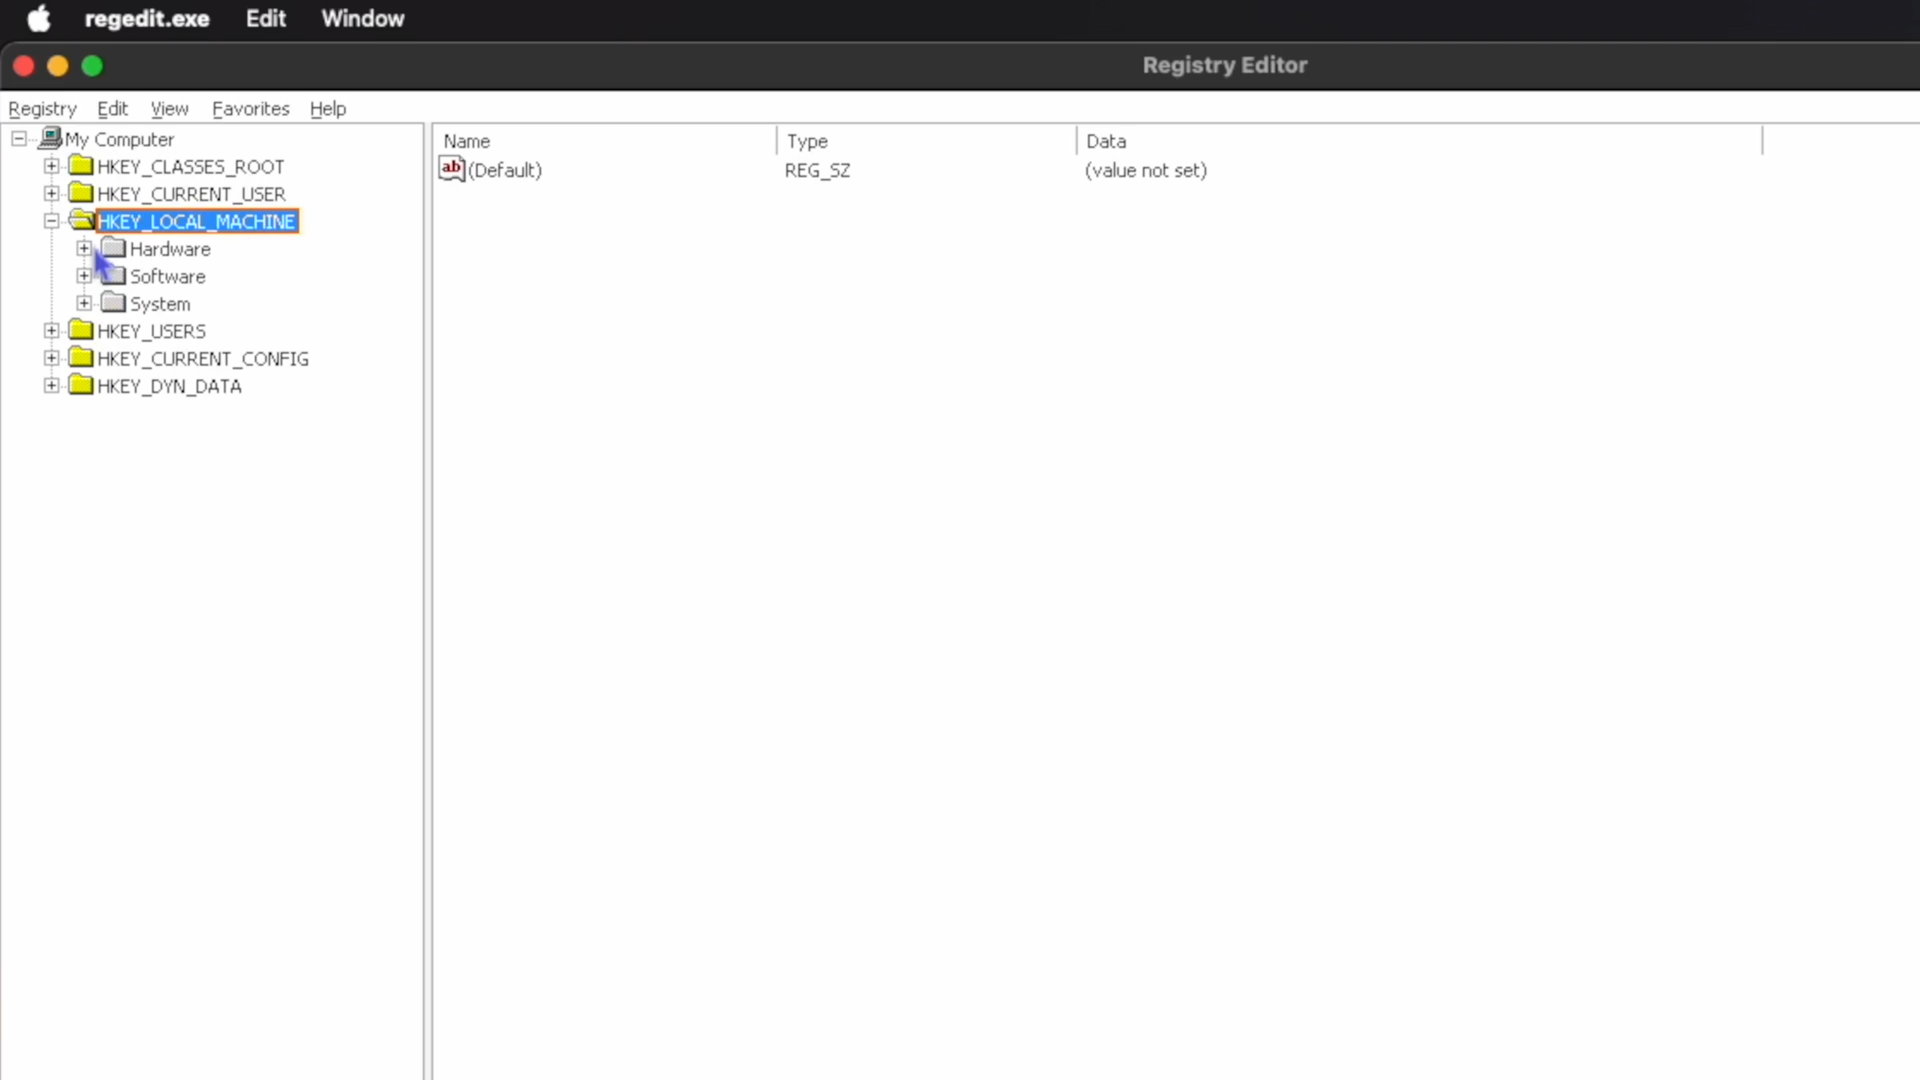 regedit.exe Edit Window
Registry Editor
Registry Edit View Favorites Help
My Computer
HKEY_CLASSES_ROOT
HKEY_CURRENT_USER
HKEY_LOCAL_MACHINE
Hardware
Software
System
HKEY_USERS
HKEY_CURRENT_CONFIG
HKEY_DYN_DATA
Name Type Data
ab (Default) REG_SZ (value not set)